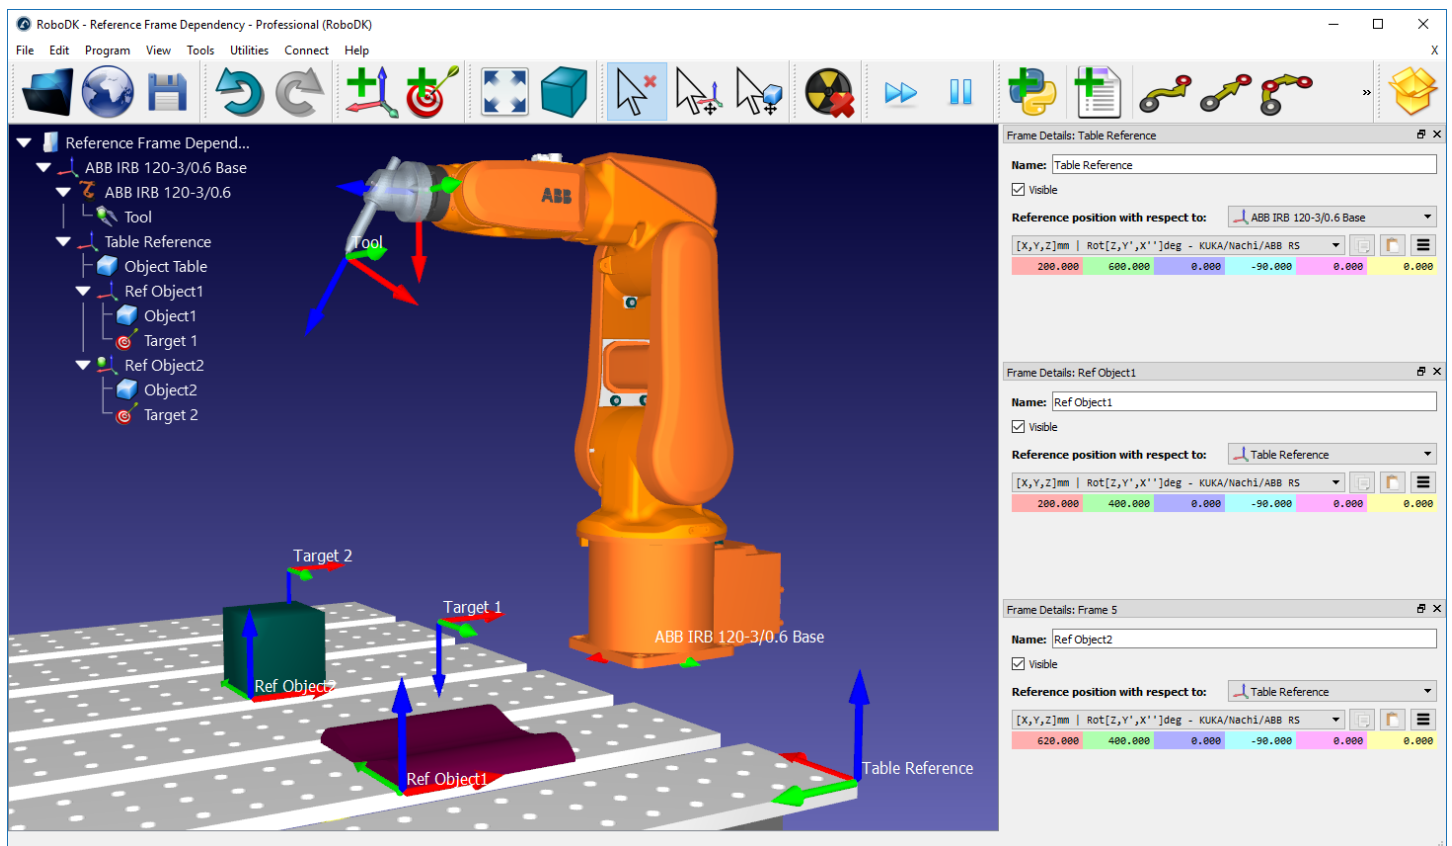 RoboDK - Reference Frame Dependency - Professional (RoboDK)
File Edit Program View Tools Utilities Connect Help X
»
Reference Frame Depend...
ABB IRB 120-3/0.6 Base
ABB IRB 120-3/0.6
Tool
Table Reference
Object Table
Ref Object1
Object1
Target 1
Ref Object2
Object2
Target 2
ABB
Tool
Target 2
Target 1
ABB IRB 120-3/0.6 Base
Ref Object2
Ref Object1
Table Reference
Frame Details: Table Reference
Name: Table Reference
Visible
Reference position with respect to: ABB IRB 120-3/0.6 Base
[X,Y,Z]mm | Rot[Z,Y',X'']deg - KUKA/Nachi/ABB RS
200.000 600.000 0.000 -90.000 0.000 0.000
Frame Details: Ref Object1
Name: Ref Object1
Visible
Reference position with respect to: Table Reference
[X,Y,Z]mm | Rot[Z,Y',X'']deg - KUKA/Nachi/ABB RS
200.000 400.000 0.000 -90.000 0.000 0.000
Frame Details: Frame 5
Name: Ref Object2
Visible
Reference position with respect to: Table Reference
[X,Y,Z]mm | Rot[Z,Y',X'']deg - KUKA/Nachi/ABB RS
620.000 400.000 0.000 -90.000 0.000 0.000